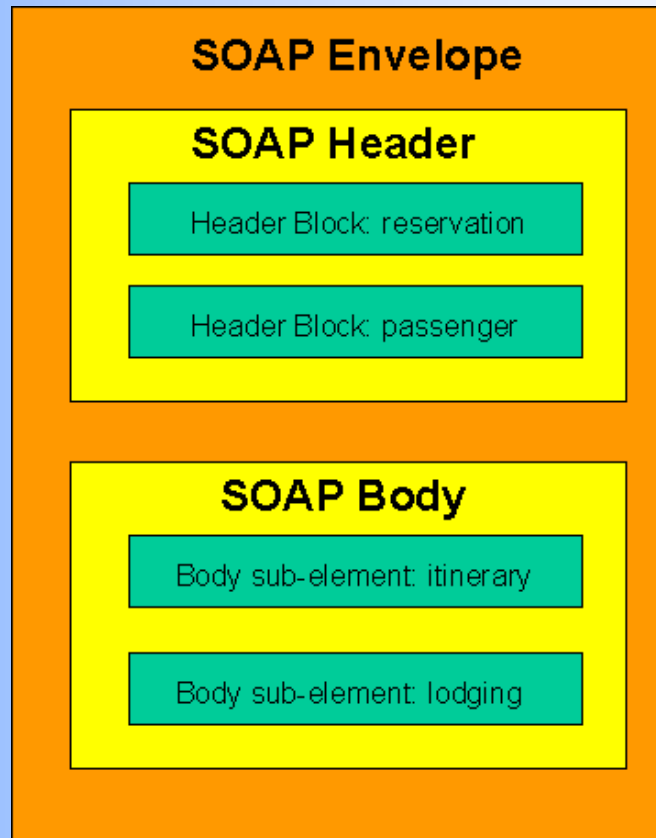 SOAP Envelope
SOAP Header
Header Block: reservation
Header Block: passenger
SOAP Body
Body sub-element: itinerary
Body sub-element: lodging